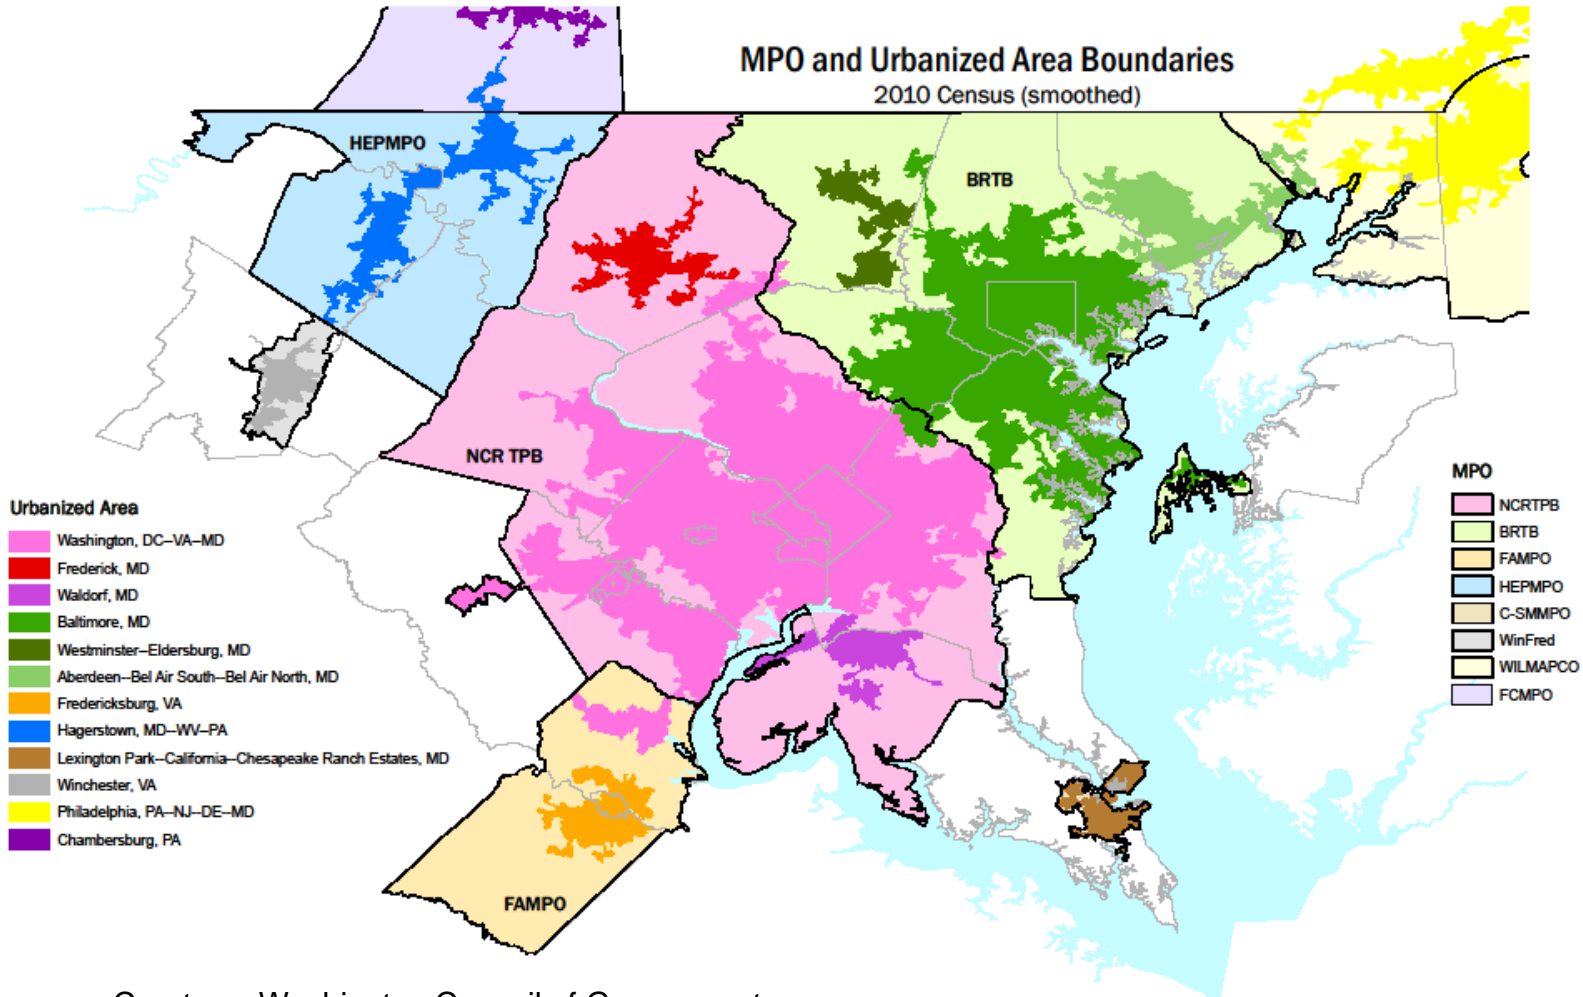 MPO and Urbanized Area Boundaries
2010 Census (smoothed)
HEPMPO
BRTB
NCR TPB
FAMPO
Urbanized Area
Washington, DC--VA--MD
Frederick, MD
Waldorf, MD
Baltimore, MD
Westminster--Eldersburg, MD
Aberdeen--Bel Air South--Bel Air North, MD
Fredericksburg, VA
Hagerstown, MD--WV--PA
Lexington Park--California--Chesapeake Ranch Estates, MD
Winchester, VA
Philadelphia, PA--NJ--DE--MD
Chambersburg, PA
MPO
NCRTPB
BRTB
FAMPO
HEPMPO
C-SMMPO
WinFred
WILMAPCO
FCMPO